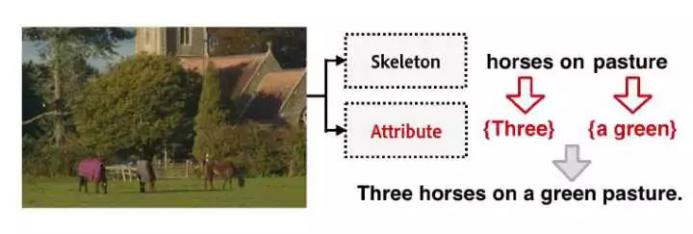 Skeleton
horses on pasture
Attribute
{Three}
{a green}
Three horses on a green pasture.